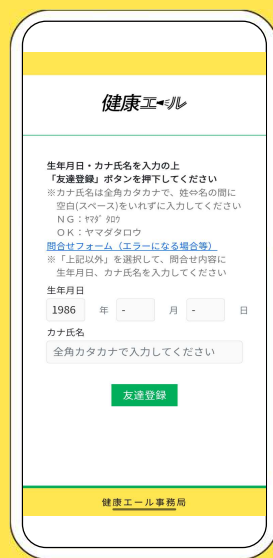 健康エール
生年月日・カナ氏名を入力の上
「友達登録」ボタンを押下してください
※カナ氏名は全角カタカナで、姓⇔名の間に
空白(スペース)をいれずに入力してください
NG：ﾔﾏﾀﾞ ﾀﾛｳ
OK：ヤマダタロウ
問合せフォーム（エラーになる場合等）
※「上記以外」を選択して、問合せ内容に
生年月日、カナ氏名を入力してください
生年月日
1986 年 - 月 - 日
カナ氏名
全角カタカナで入力してください
友達登録
健康エール事務局